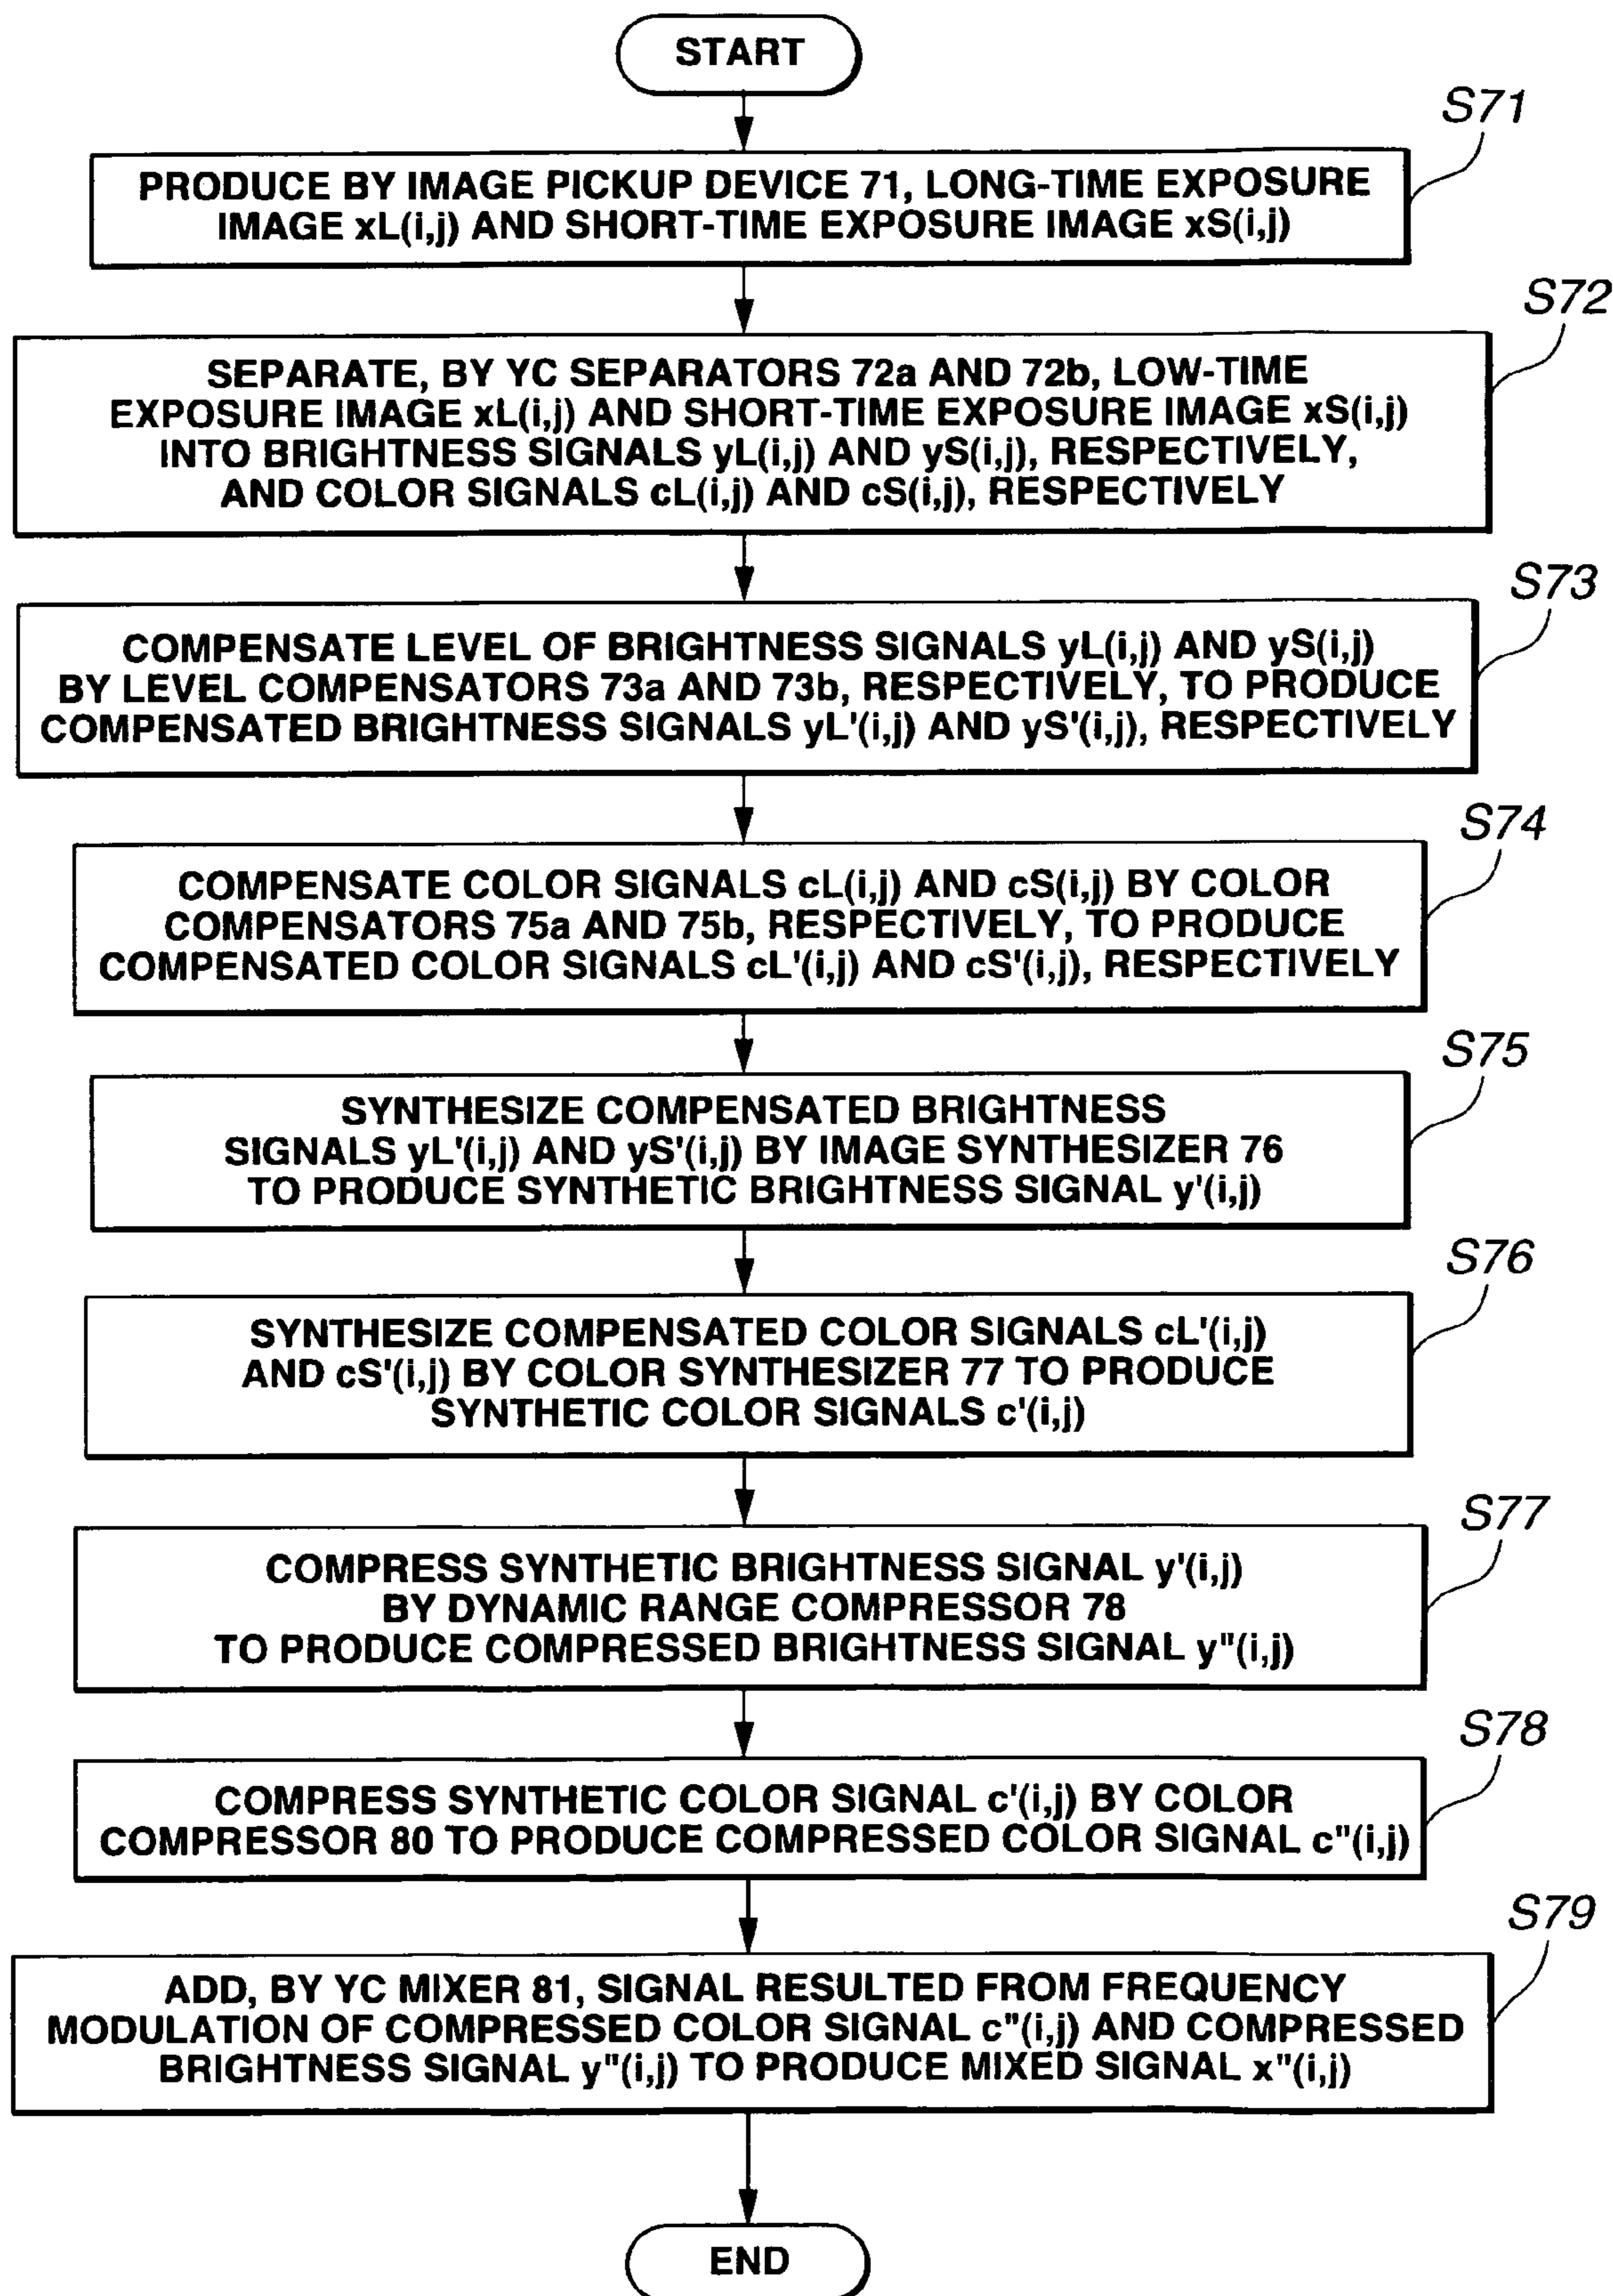 START
S71
PRODUCE BY IMAGE PICKUP DEVICE 71, LONG-TIME EXPOSURE
IMAGE xL(i,j) AND SHORT-TIME EXPOSURE IMAGE xS(i,j)
S72
SEPARATE, BY YC SEPARATORS 72a AND 72b, LOW-TIME
EXPOSURE IMAGE xL(i,j) AND SHORT-TIME EXPOSURE IMAGE xS(i,j)
INTO BRIGHTNESS SIGNALS yL(i,j) AND yS(i,j), RESPECTIVELY,
AND COLOR SIGNALS cL(i,j) AND cS(i,j), RESPECTIVELY
S73
COMPENSATE LEVEL OF BRIGHTNESS SIGNALS yL(i,j) AND yS(i,j)
BY LEVEL COMPENSATORS 73a AND 73b, RESPECTIVELY, TO PRODUCE
COMPENSATED BRIGHTNESS SIGNALS yL'(i,j) AND yS'(i,j), RESPECTIVELY
S74
COMPENSATE COLOR SIGNALS cL(i,j) AND cS(i,j) BY COLOR
COMPENSATORS 75a AND 75b, RESPECTIVELY, TO PRODUCE
COMPENSATED COLOR SIGNALS cL'(i,j) AND cS'(i,j), RESPECTIVELY
S75
SYNTHESIZE COMPENSATED BRIGHTNESS
SIGNALS yL'(i,j) AND yS'(i,j) BY IMAGE SYNTHESIZER 76
TO PRODUCE SYNTHETIC BRIGHTNESS SIGNAL y'(i,j)
S76
SYNTHESIZE COMPENSATED COLOR SIGNALS cL'(i,j)
AND cS'(i,j) BY COLOR SYNTHESIZER 77 TO PRODUCE
SYNTHETIC COLOR SIGNALS c'(i,j)
S77
COMPRESS SYNTHETIC BRIGHTNESS SIGNAL y'(i,j)
BY DYNAMIC RANGE COMPRESSOR 78
TO PRODUCE COMPRESSED BRIGHTNESS SIGNAL y"(i,j)
S78
COMPRESS SYNTHETIC COLOR SIGNAL c'(i,j) BY COLOR
COMPRESSOR 80 TO PRODUCE COMPRESSED COLOR SIGNAL c"(i,j)
S79
ADD, BY YC MIXER 81, SIGNAL RESULTED FROM FREQUENCY
MODULATION OF COMPRESSED COLOR SIGNAL c"(i,j) AND COMPRESSED
BRIGHTNESS SIGNAL y"(i,j) TO PRODUCE MIXED SIGNAL x"(i,j)
END